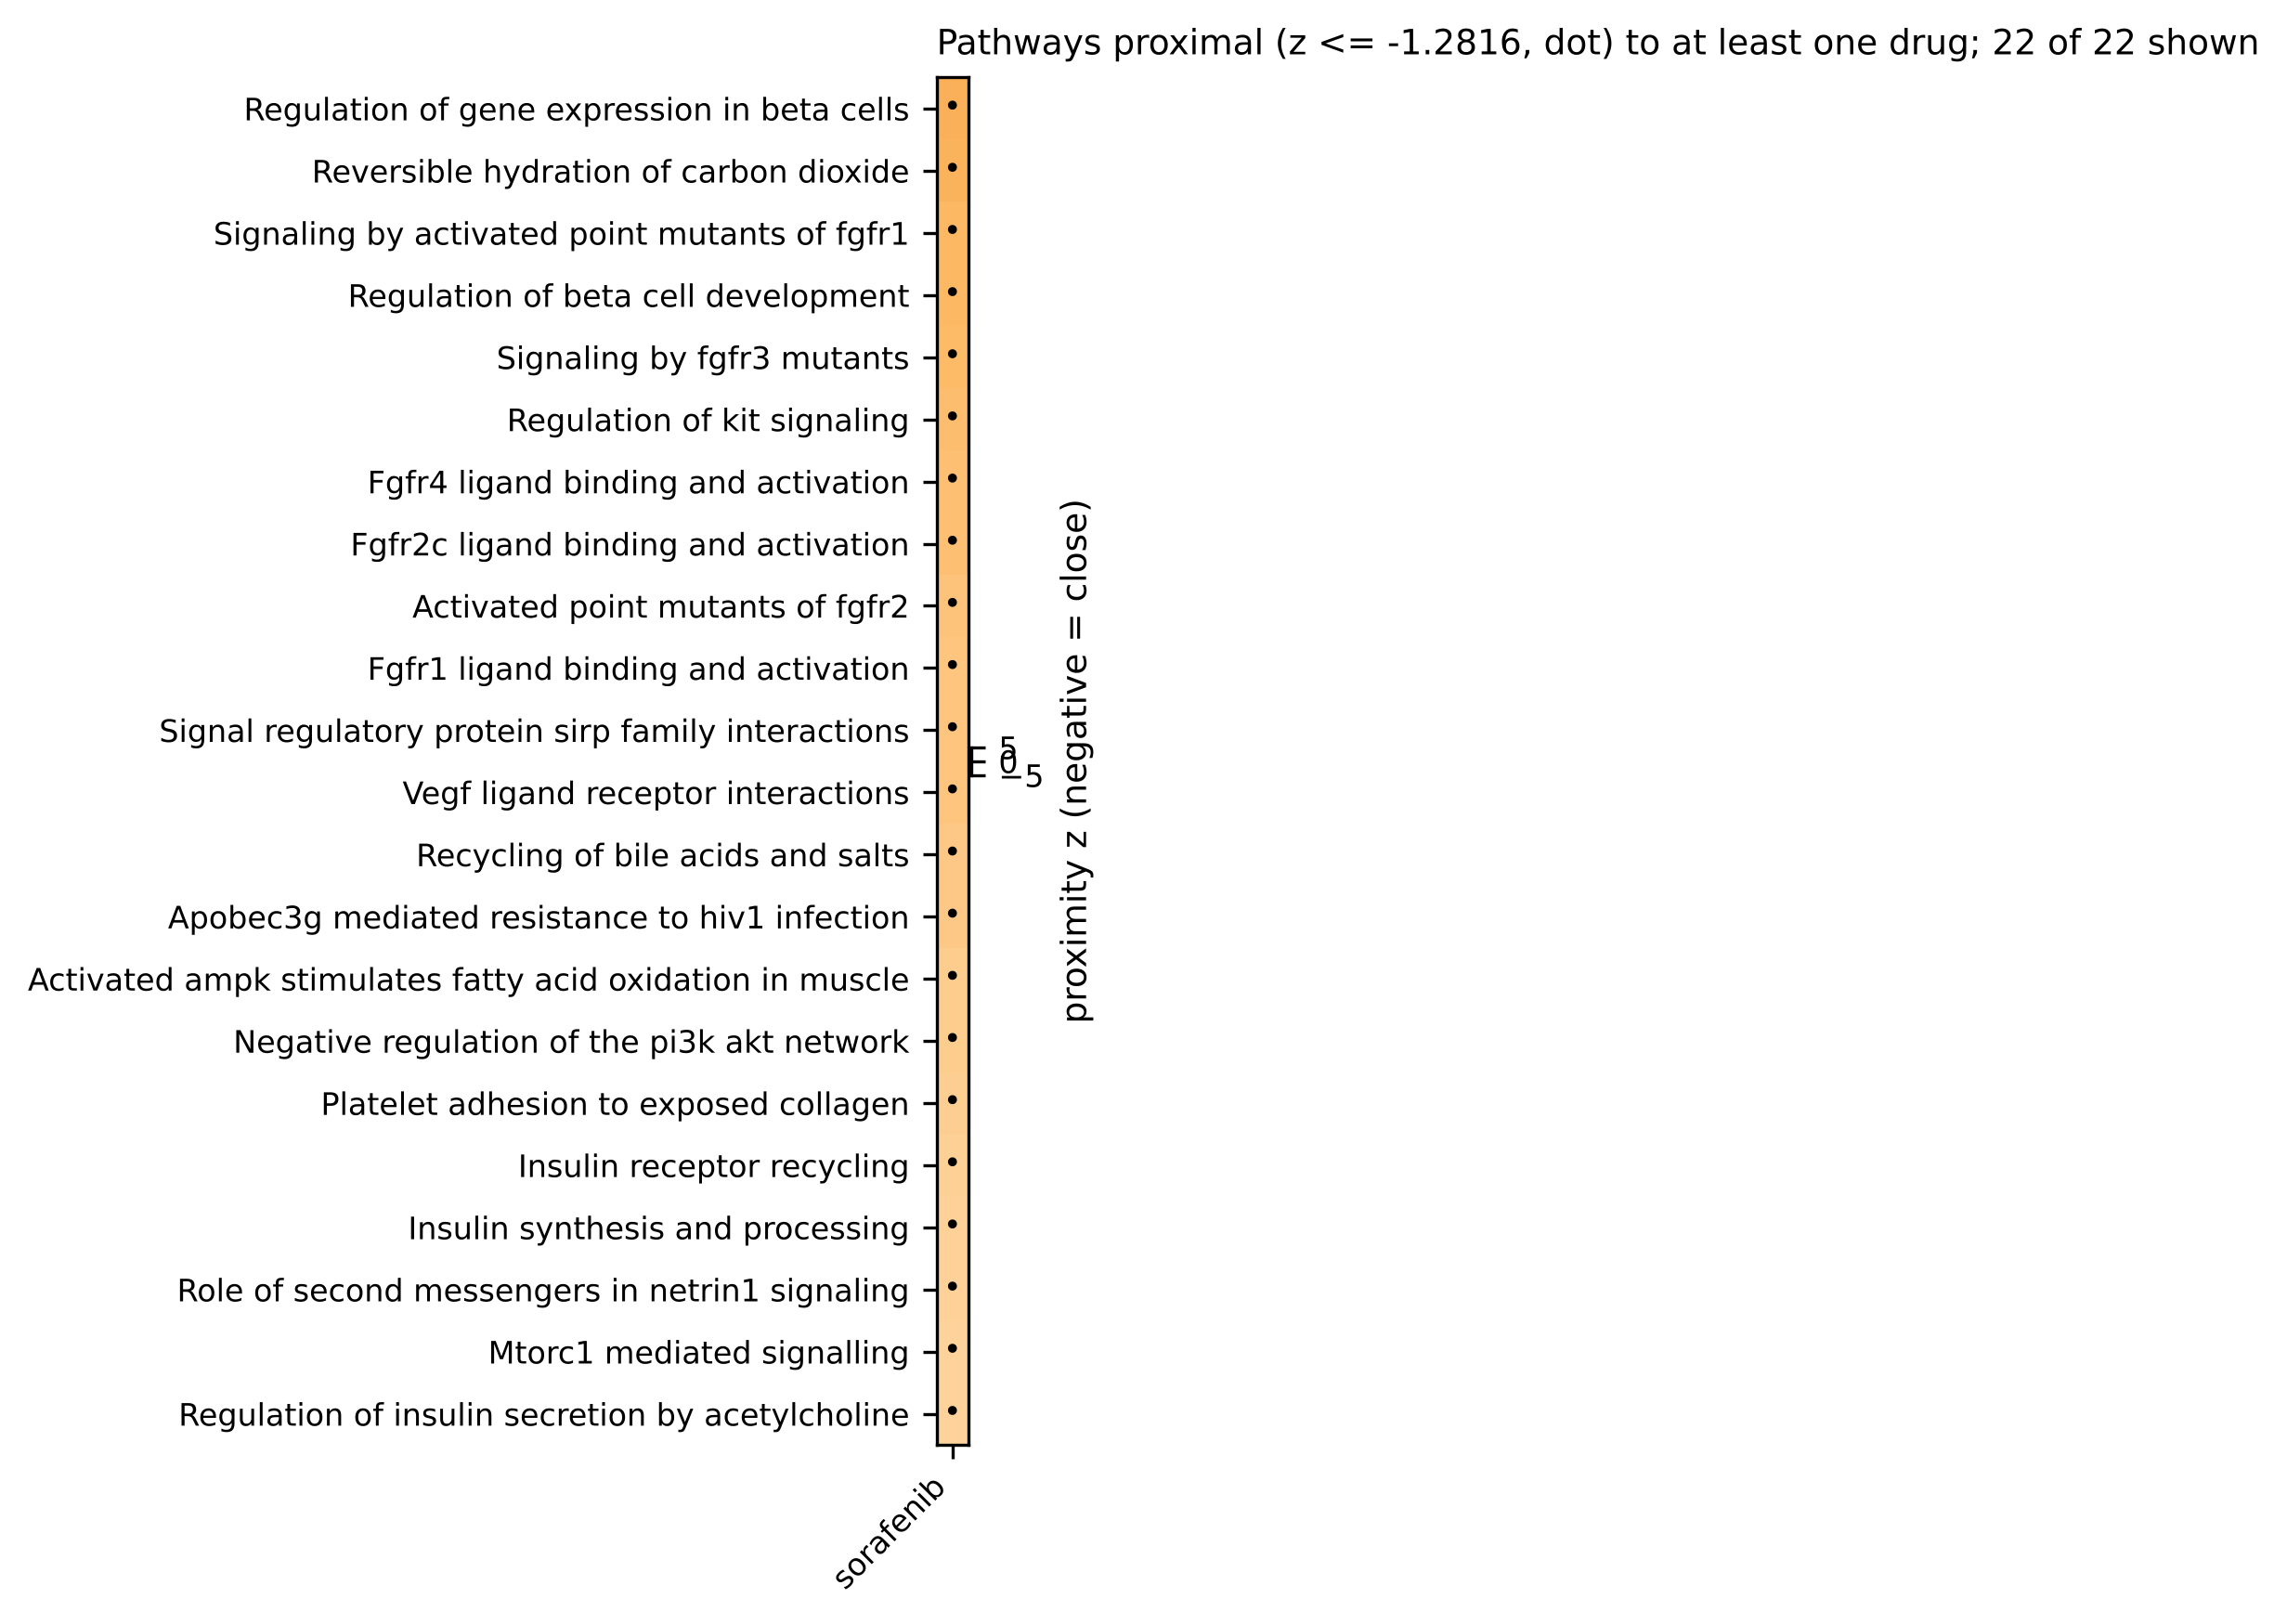 Pathways proximal (z <= -1.2816, dot) to at least one drug; 22 of 22 shown
Regulation of gene expression in beta cells
Reversible hydration of carbon dioxide
Signaling by activated point mutants of fgfr1
Regulation of beta cell development
Signaling by fgfr3 mutants
Regulation of kit signaling
Fgfr4 ligand binding and activation
Fgfr2c ligand binding and activation
Activated point mutants of fgfr2
Fgfr1 ligand binding and activation
Signal regulatory protein sirp family interactions
Vegf ligand receptor interactions
Recycling of bile acids and salts
Apobec3g mediated resistance to hiv1 infection
Activated ampk stimulates fatty acid oxidation in muscle
Negative regulation of the pi3k akt network
Platelet adhesion to exposed collagen
Insulin receptor recycling
Insulin synthesis and processing
Role of second messengers in netrin1 signaling
Mtorc1 mediated signalling
Regulation of insulin secretion by acetylcholine
sorafenib
5
0
−5
proximity z (negative = close)